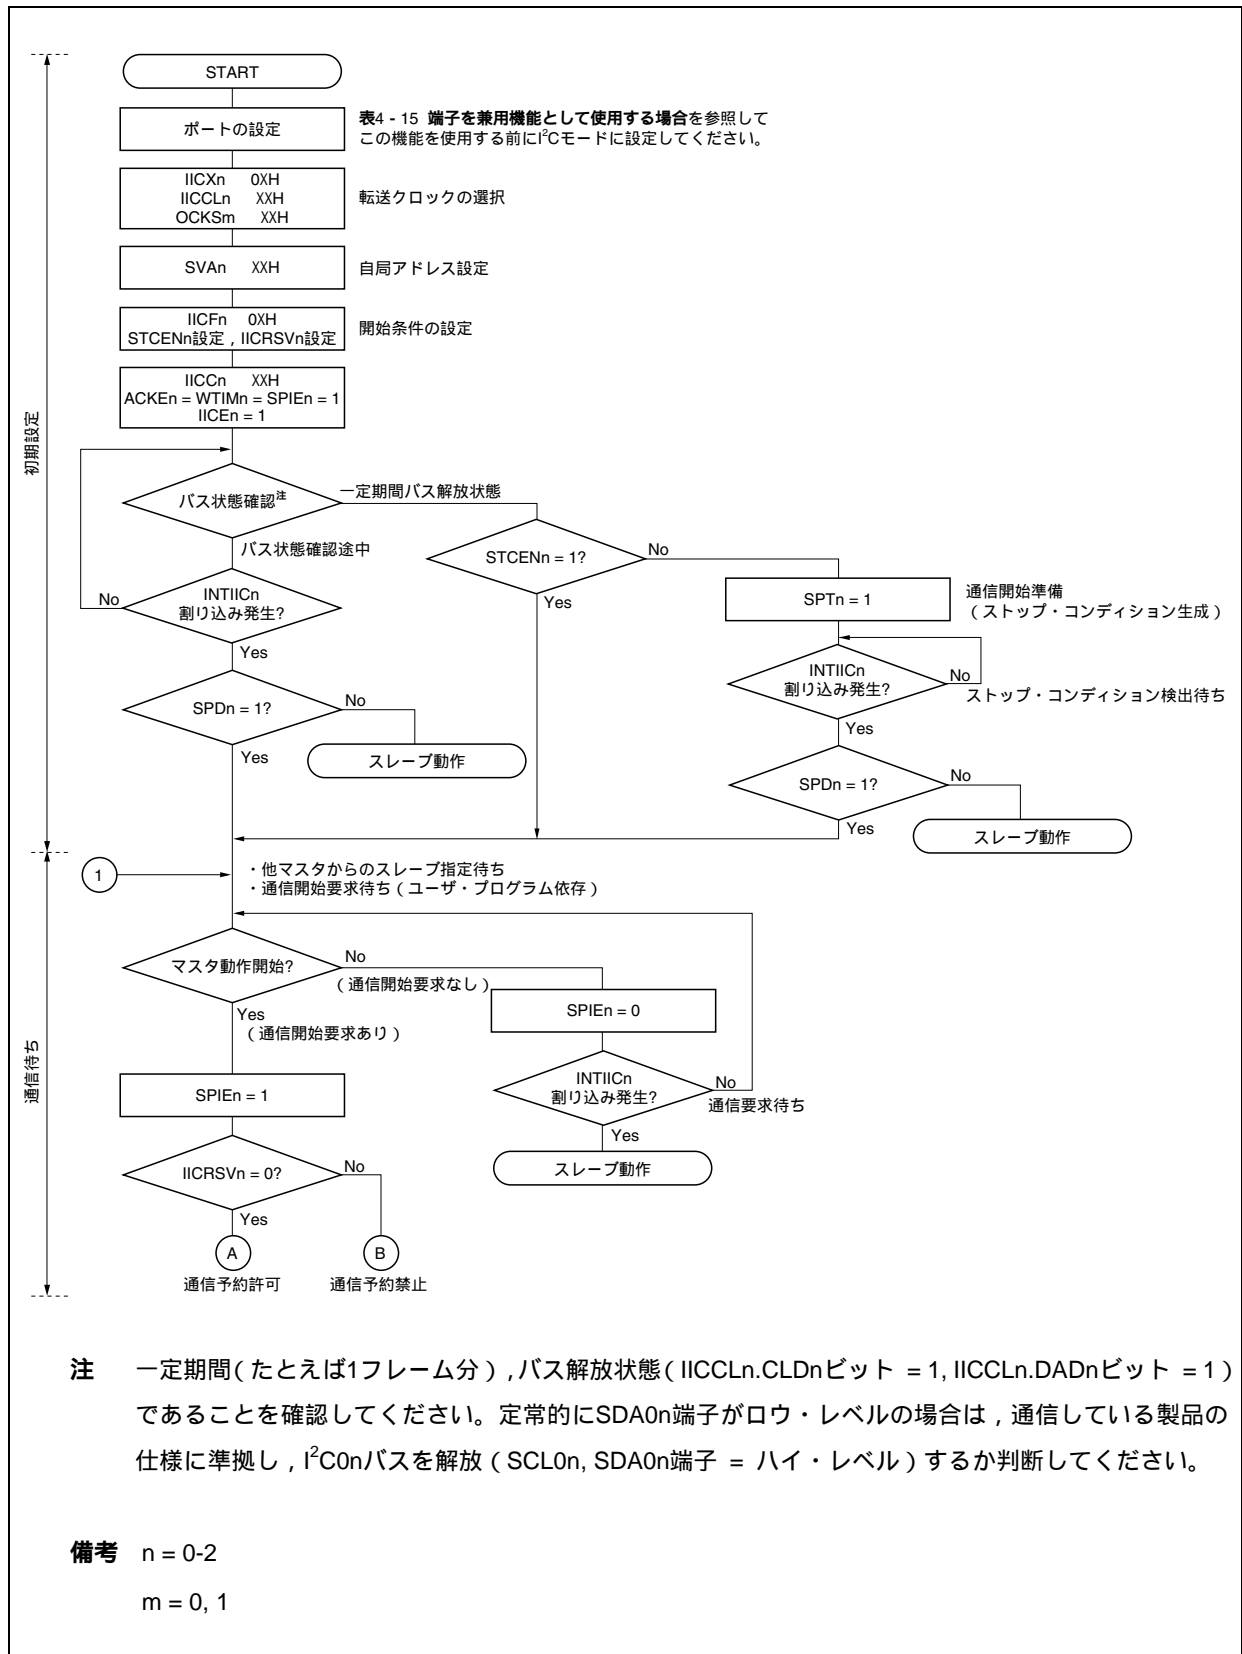 START
ポートの設定
表4 - 15 端子を兼用機能として使用する場合を参照して
この機能を使用する前にI²Cモードに設定してください。
IICXn 0XH
IICCLn XXH
OCKSm XXH
転送クロックの選択
SVAn XXH
自局アドレス設定
IICFn 0XH
STCENn設定，IICRSVn設定
開始条件の設定
IICCn XXH
ACKEn = WTIMn = SPIEn = 1
IICEn = 1
初期設定
バス状態確認注
一定期間バス解放状態
バス状態確認途中
STCENn = 1?
No
Yes
INTIICn
割り込み発生?
No
Yes
SPTn = 1
通信開始準備
（ストップ・コンディション生成）
INTIICn
割り込み発生?
No
ストップ・コンディション検出待ち
Yes
SPDn = 1?
No
Yes
スレーブ動作
SPDn = 1?
No
Yes
スレーブ動作
1
・他マスタからのスレーブ指定待ち
・通信開始要求待ち（ユーザ・プログラム依存）
通信待ち
マスタ動作開始?
No
（通信開始要求なし）
Yes
（通信開始要求あり）
SPIEn = 0
INTIICn
割り込み発生?
No
通信要求待ち
Yes
スレーブ動作
SPIEn = 1
IICRSVn = 0?
No
Yes
A
B
通信予約許可
通信予約禁止
注 一定期間（たとえば1フレーム分）,バス解放状態（IICCLn.CLDnビット = 1, IICCLn.DADnビット = 1）
であることを確認してください。定常的にSDA0n端子がロウ・レベルの場合は，通信している製品の
仕様に準拠し，I²C0nバスを解放（SCL0n, SDA0n端子 = ハイ・レベル）するか判断してください。
備考 n = 0-2
m = 0, 1